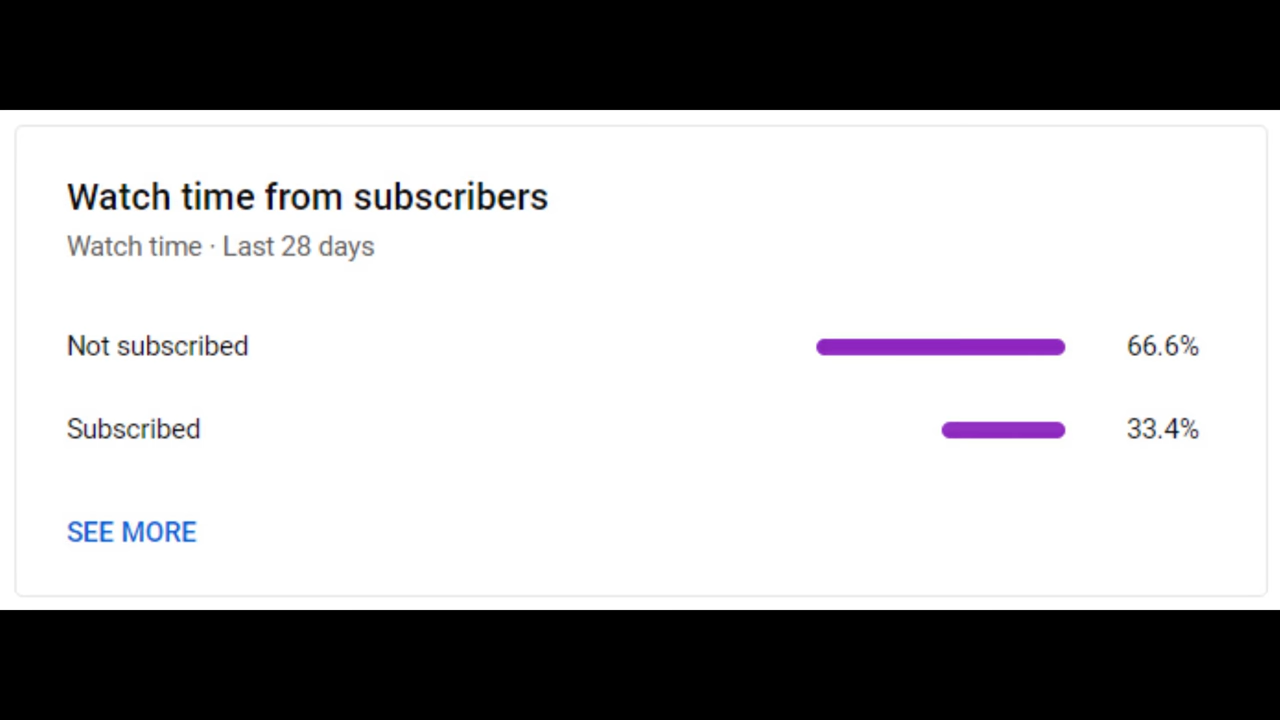 Watch time from subscribers
Watch time · Last 28 days
Not subscribed 66.6%
Subscribed 33.4%
SEE MORE